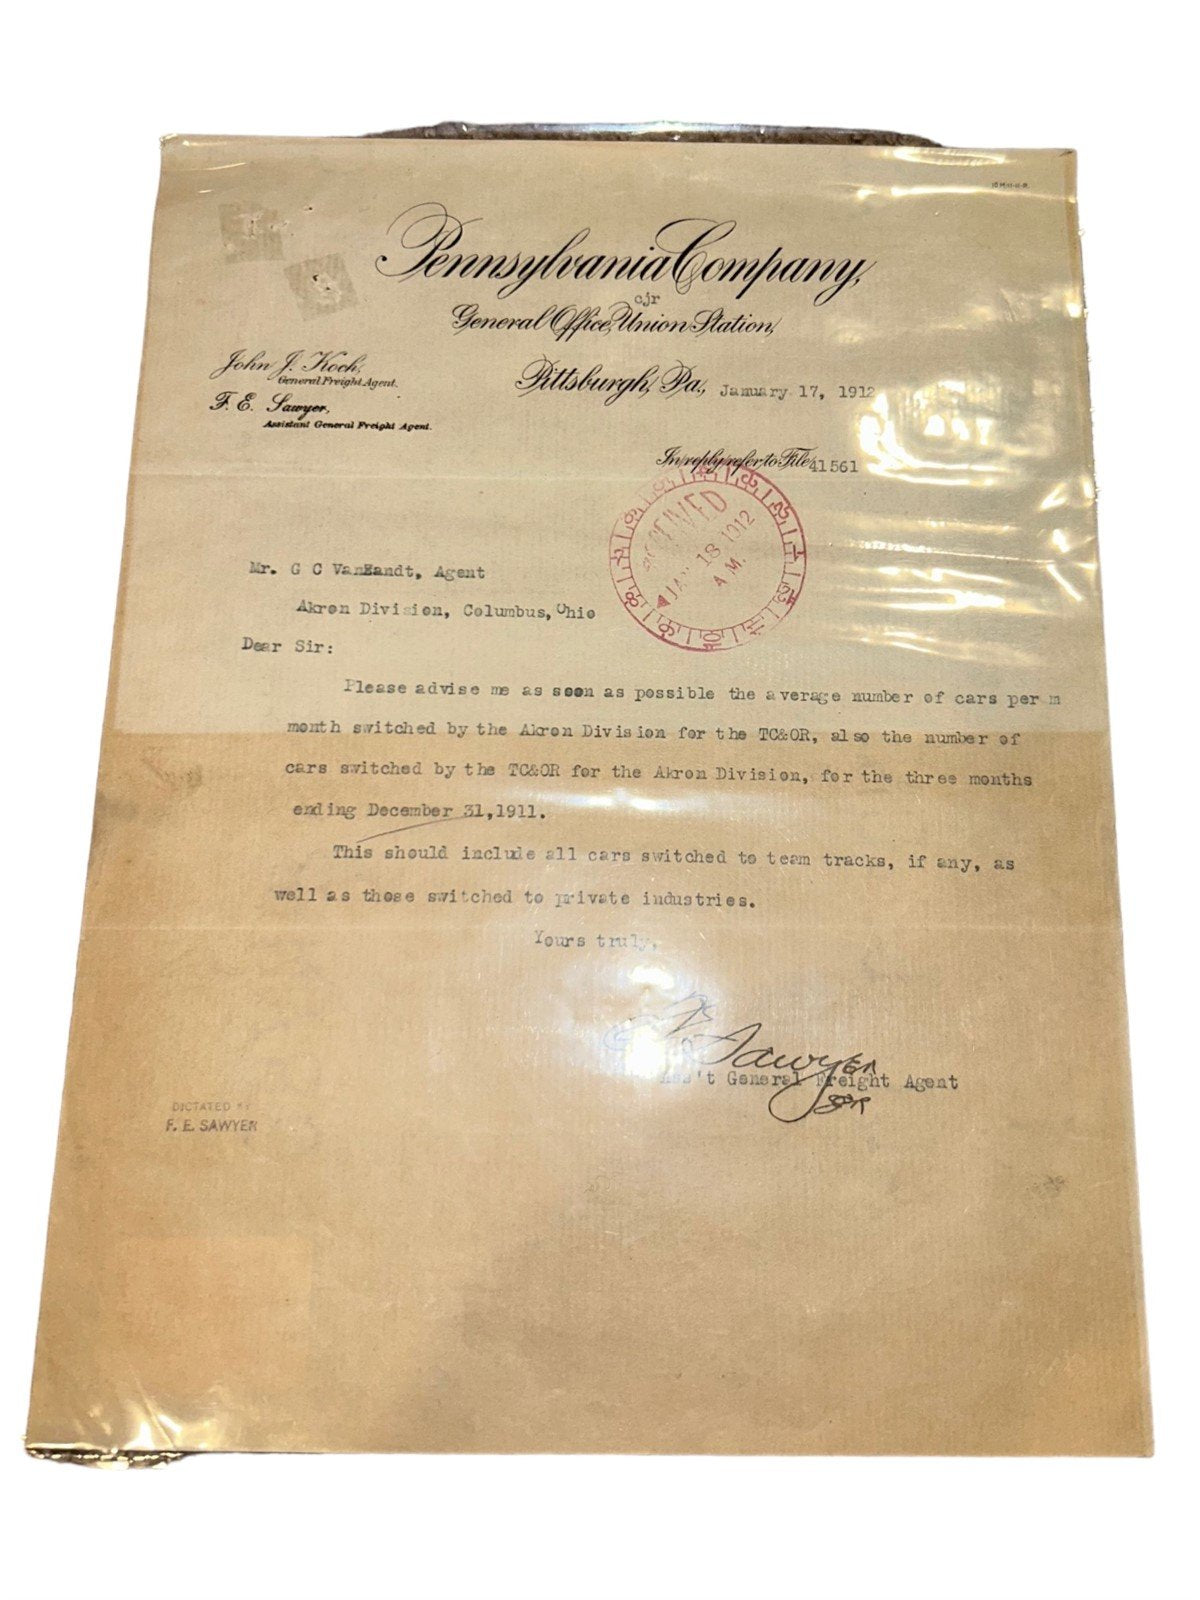 10 M-11-11-P.
Pennsylvania Company,
cjr
General Office, Union Station,
John J. Koch,
General Freight Agent.
F. E. Sawyer,
Assistant General Freight Agent.
Pittsburgh, Pa., January 17, 1912
In reply refer to File 41561
RECEIVED
JAN 18 1912
A.M.
Mr. G C VanZandt, Agent
Akron Division, Columbus, Ohio
Dear Sir:
Please advise me as soon as possible the average number of cars per m
month switched by the Akron Division for the TC&OR, also the number of
cars switched by the TC&OR for the Akron Division, for the three months
ending December 31,1911.
This should include all cars switched to team tracks, if any, as
well as those switched to private industries.
Yours truly,
Sawyer
Ass't General Freight Agent
DICTATED BY
F. E. SAWYER